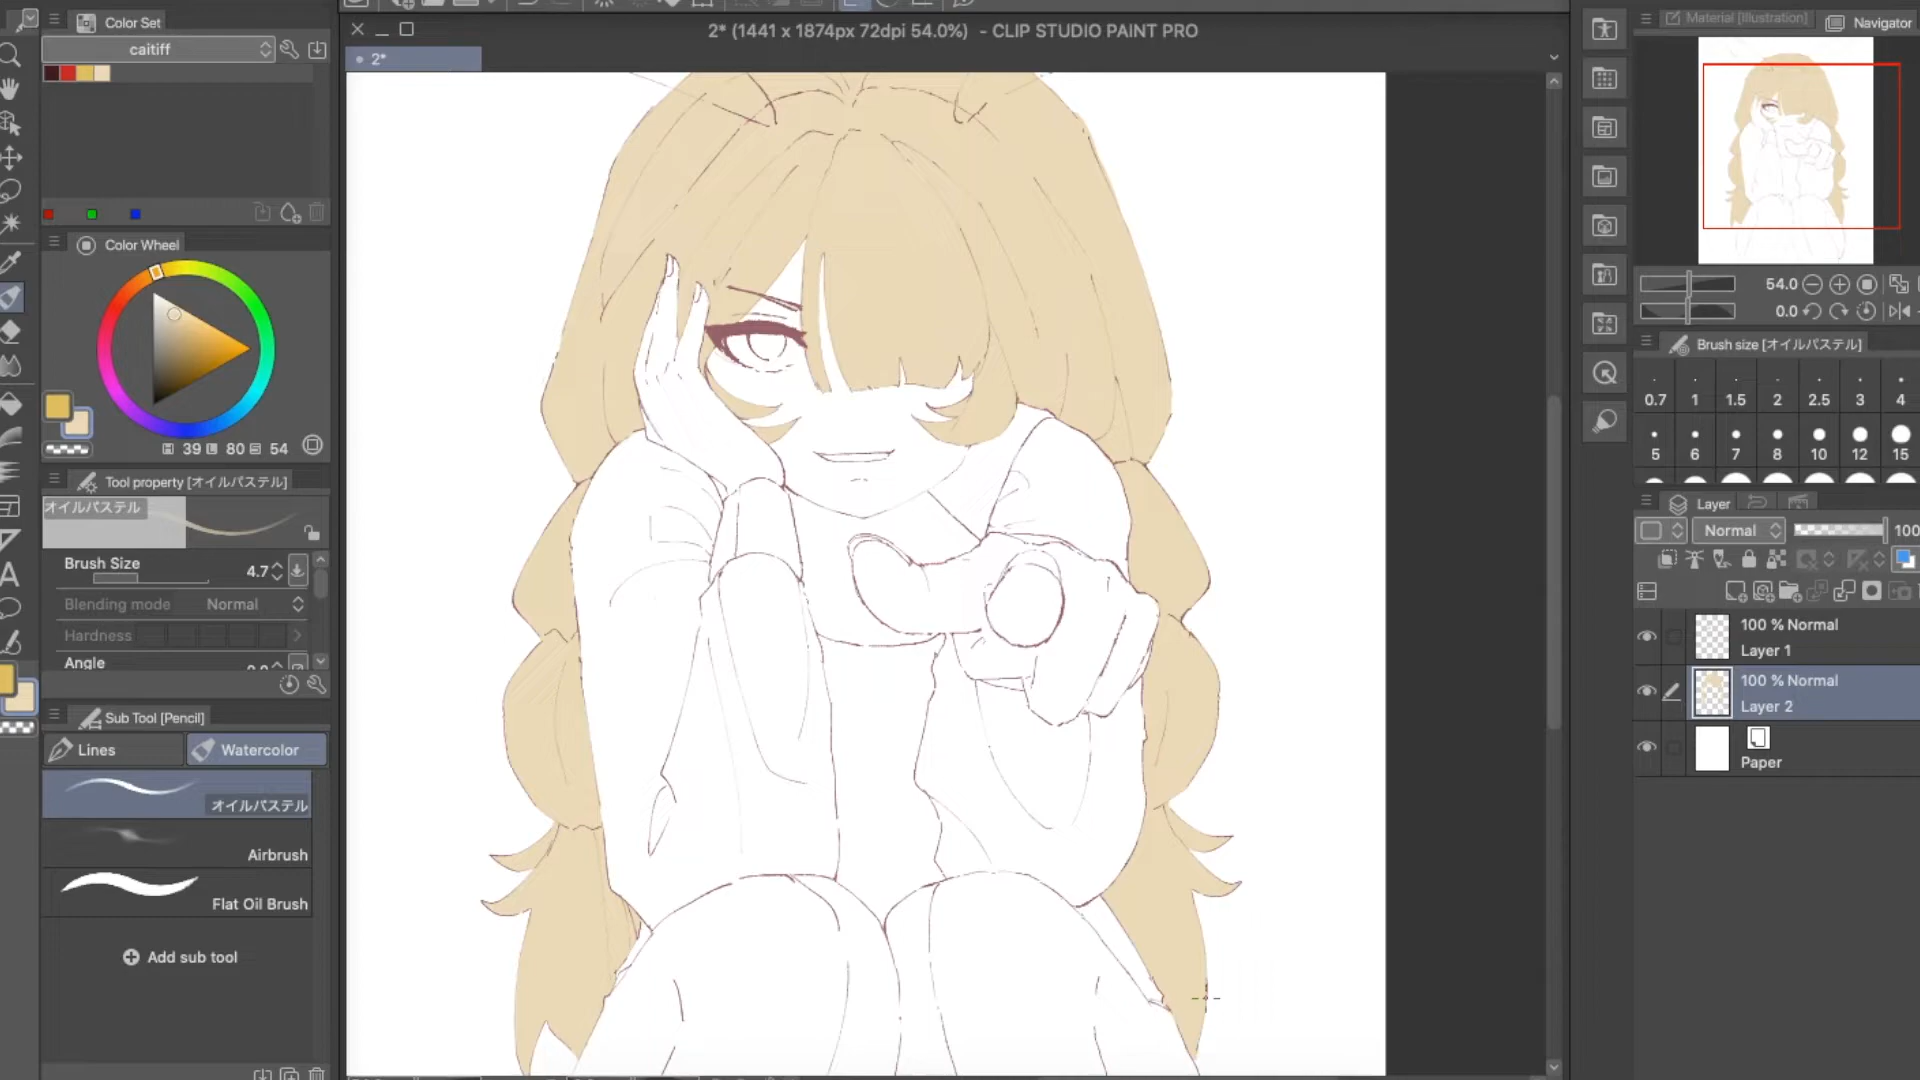 Color Set
caitiff
Color Wheel
39 80 54
Tool property [オイルパステル]
オイルパステル
Brush Size
4.7
Blending mode Normal
Hardness
Angle
Sub Tool [Pencil]
Lines
Watercolor
オイルパステル
Airbrush
Flat Oil Brush
Add sub tool
2* (1441 x 1874px 72dpi 54.0%) - CLIP STUDIO PAINT PRO
2*
Material [Illustration]
Navigator
54.0
0.0
Brush size [オイルパステル]
0.7 1 1.5 2 2.5 3 4
5 6 7 8 10 12 15
Layer
Normal 100
100 % Normal
Layer 1
100 % Normal
Layer 2
Paper